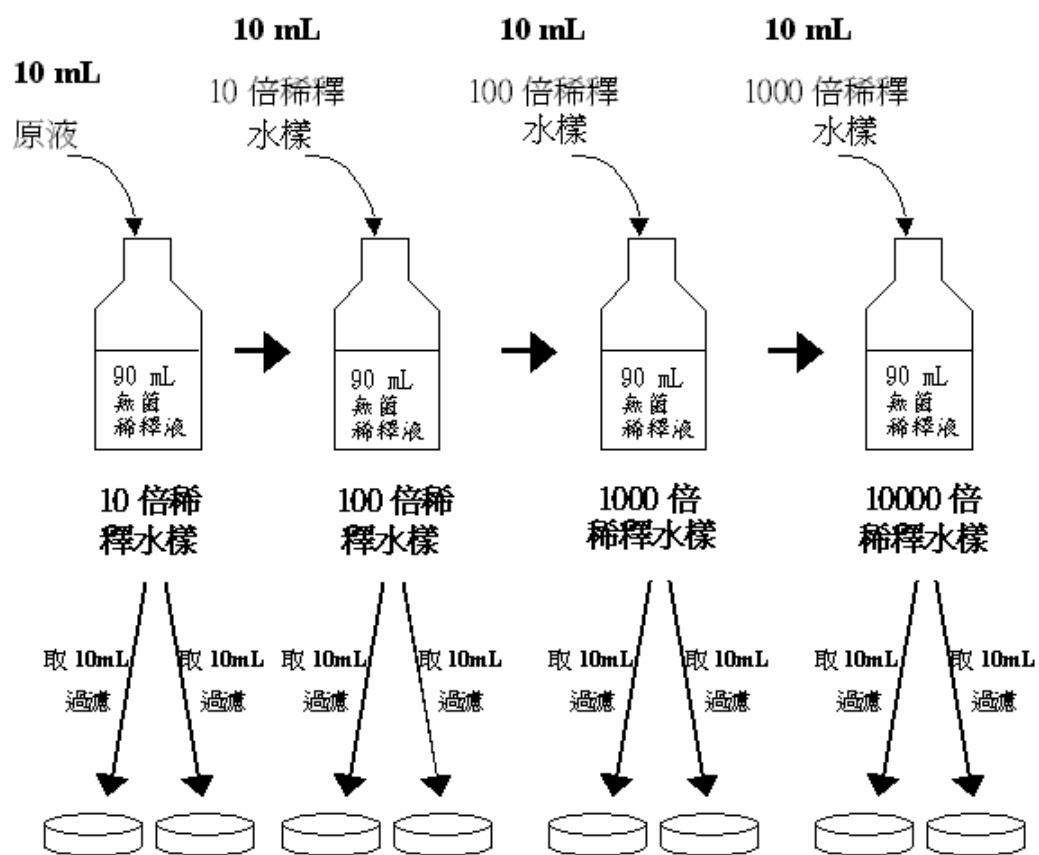 10 mL
原液
10 mL
10 倍稀釋
水樣
10 mL
100 倍稀釋
水樣
10 mL
1000 倍稀釋
水樣
90 mL
無菌
稀釋液
90 mL
無菌
稀釋液
90 mL
無菌
稀釋液
90 mL
無菌
稀釋液
10 倍稀
釋水樣
100 倍稀
釋水樣
1000 倍
稀釋水樣
10000 倍
稀釋水樣
取 10mL
過濾
取 10mL
過濾
取 10mL
過濾
取 10mL
過濾
取 10mL
過濾
取 10mL
過濾
取 10mL
過濾
取 10mL
過濾